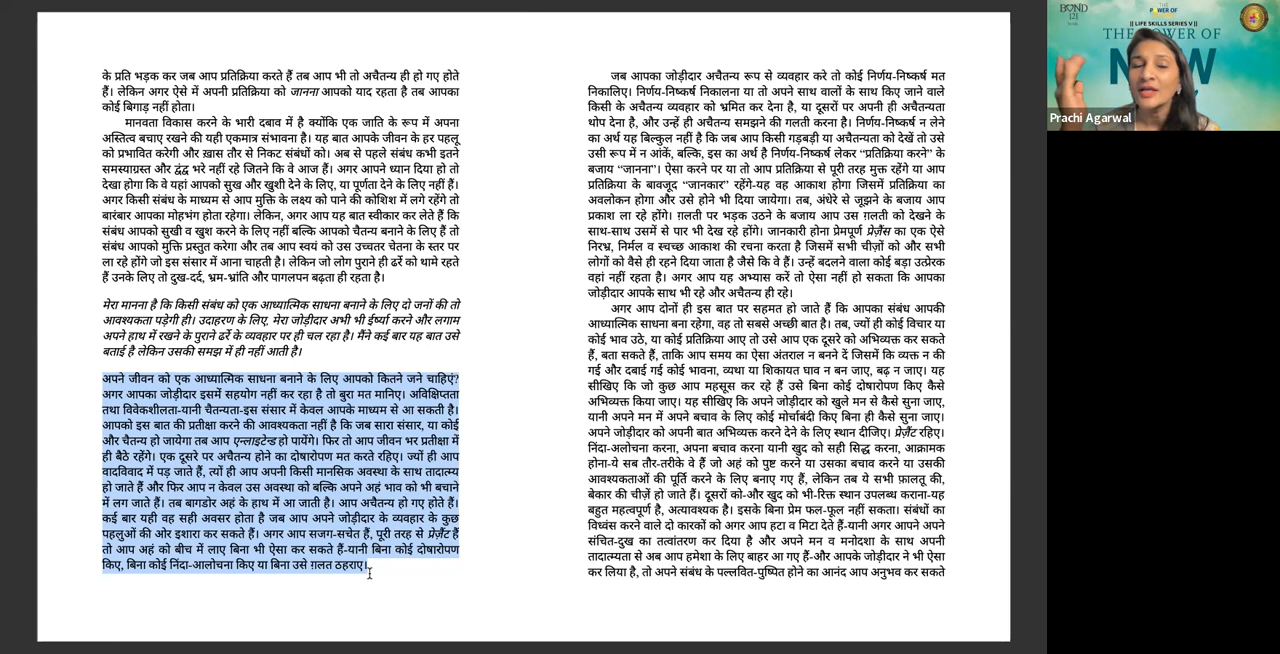 के प्रति भड़क कर जब आप प्रतिक्रिया करते हैं तब आप भी तो अचैतन्य ही हो गए होते
हैं। लेकिन अगर ऐसे में अपनी प्रतिक्रिया को जानना आपको याद रहता है तब आपका
कोई बिगाड़ नहीं होता।
मानवता विकास करने के भारी दबाव में है क्योंकि एक जाति के रूप में अपना
अस्तित्व बचाए रखने की यही एकमात्र संभावना है। यह बात आपके जीवन के हर पहलू
को प्रभावित करेगी और ख़ास तौर से निकट संबंधों को। अब से पहले संबंध कभी इतने
समस्याग्रस्त और द्वंद्व भरे नहीं रहे जितने कि वे आज हैं। अगर आपने ध्यान दिया हो तो
देखा होगा कि वे यहां आपको सुख और खुशी देने के लिए, या पूर्णता देने के लिए नहीं हैं।
अगर किसी संबंध के माध्यम से आप मुक्ति के लक्ष्य को पाने की कोशिश में लगे रहेंगे तो
बारंबार आपका मोहभंग होता रहेगा। लेकिन, अगर आप यह बात स्वीकार कर लेते हैं कि
संबंध आपको सुखी व खुश करने के लिए नहीं बल्कि आपको चैतन्य बनाने के लिए हैं तो
संबंध आपको मुक्ति प्रस्तुत करेगा और तब आप स्वयं को उस उच्चतर चेतना के स्तर पर
ला रहे होंगे जो इस संसार में आना चाहती है। लेकिन जो लोग पुराने ही ढर्रे को थामे रहते
हैं उनके लिए तो दुख-दर्द, भ्रम-भ्रांति और पागलपन बढ़ता ही रहता है।
मेरा मानना है कि किसी संबंध को एक आध्यात्मिक साधना बनाने के लिए दो जनों की तो
आवश्यकता पड़ेगी ही। उदाहरण के लिए, मेरा जोड़ीदार अभी भी ईर्ष्या करने और लगाम
अपने हाथ में रखने के पुराने ढर्रे के व्यवहार पर ही चल रहा है। मैंने कई बार यह बात उसे
बताई है लेकिन उसकी समझ में ही नहीं आती है।
अपने जीवन को एक आध्यात्मिक साधना बनाने के लिए आपको कितने जने चाहिएं?
अगर आपका जोड़ीदार इसमें सहयोग नहीं कर रहा है तो बुरा मत मानिए। अविक्षिप्तता
तथा विवेकशीलता-यानी चैतन्यता-इस संसार में केवल आपके माध्यम से आ सकती है।
आपको इस बात की प्रतीक्षा करने की आवश्यकता नहीं है कि जब सारा संसार, या कोई
और चैतन्य हो जायेगा तब आप एन्लाइटेन्ड हो पायेंगे। फिर तो आप जीवन भर प्रतीक्षा में
ही बैठे रहेंगे। एक दूसरे पर अचैतन्य होने का दोषारोपण मत करते रहिए। ज्यों ही आप
वादविवाद में पड़ जाते हैं, त्यों ही आप अपनी किसी मानसिक अवस्था के साथ तादात्म्य
हो जाते हैं और फिर आप न केवल उस अवस्था को बल्कि अपने अहं भाव को भी बचाने
में लग जाते हैं। तब बागडोर अहं के हाथ में आ जाती है। आप अचैतन्य हो गए होते हैं।
कई बार यही वह सही अवसर होता है जब आप अपने जोड़ीदार के व्यवहार के कुछ
पहलुओं की ओर इशारा कर सकते हैं। अगर आप सजग-सचेत हैं, पूरी तरह से प्रेज़ैंट हैं
तो आप अहं को बीच में लाए बिना भी ऐसा कर सकते हैं-यानी बिना कोई दोषारोपण
किए, बिना कोई निंदा-आलोचना किए या बिना उसे ग़लत ठहराए।
जब आपका जोड़ीदार अचैतन्य रूप से व्यवहार करे तो कोई निर्णय-निष्कर्ष मत
निकालिए। निर्णय-निष्कर्ष निकालना या तो अपने साथ वालों के साथ किए जाने वाले
किसी के अचैतन्य व्यवहार को भ्रमित कर देना है, या दूसरों पर अपनी ही अचैतन्यता
थोप देना है, और उन्हें ही अचैतन्य समझने की गलती करना है। निर्णय-निष्कर्ष न लेने
का अर्थ यह बिल्कुल नहीं है कि जब आप किसी गड़बड़ी या अचैतन्यता को देखें तो उसे
उसी रूप में न आंकें, बल्कि, इस का अर्थ है निर्णय-निष्कर्ष लेकर “प्रतिक्रिया करने” के
बजाय “जानना”। ऐसा करने पर या तो आप प्रतिक्रिया से पूरी तरह मुक्त रहेंगे या आप
प्रतिक्रिया के बावजूद “जानकार” रहेंगे-यह वह आकाश होगा जिसमें प्रतिक्रिया का
अवलोकन होगा और उसे होने भी दिया जायेगा। तब, अंधेरे से जूझने के बजाय आप
प्रकाश ला रहे होंगे। ग़लती पर भड़क उठने के बजाय आप उस ग़लती को देखने के
साथ-साथ उसमें से पार भी देख रहे होंगे। जानकारी होना प्रेमपूर्ण प्रेज़ैंस का एक ऐसे
निरभ्र, निर्मल व स्वच्छ आकाश की रचना करता है जिसमें सभी चीज़ों को और सभी
लोगों को वैसे ही रहने दिया जाता है जैसे कि वे हैं। उन्हें बदलने वाला कोई बड़ा उत्प्रेरक
वहां नहीं रहता है। अगर आप यह अभ्यास करें तो ऐसा नहीं हो सकता कि आपका
जोड़ीदार आपके साथ भी रहे और अचैतन्य ही रहे।
अगर आप दोनों ही इस बात पर सहमत हो जाते हैं कि आपका संबंध आपकी
आध्यात्मिक साधना बना रहेगा, वह तो सबसे अच्छी बात है। तब, ज्यों ही कोई विचार या
कोई भाव उठे, या कोई प्रतिक्रिया आए तो उसे आप एक दूसरे को अभिव्यक्त कर सकते
हैं, बता सकते हैं, ताकि आप समय का ऐसा अंतराल न बनने दें जिसमें कि व्यक्त न की
गई और दबाई गई कोई भावना, व्यथा या शिकायत घाव न बन जाए, बढ़ न जाए। यह
सीखिए कि जो कुछ आप महसूस कर रहे हैं उसे बिना कोई दोषारोपण किए कैसे
अभिव्यक्त किया जाए। यह सीखिए कि अपने जोड़ीदार को खुले मन से कैसे सुना जाए,
यानी अपने मन में अपने बचाव के लिए कोई मोर्चाबंदी किए बिना ही कैसे सुना जाए।
अपने जोड़ीदार को अपनी बात अभिव्यक्त करने देने के लिए स्थान दीजिए। प्रेज़ैंट रहिए।
निंदा-अलोचना करना, अपना बचाव करना यानी खुद को सही सिद्ध करना, आक्रामक
होना-ये सब तौर-तरीके वे हैं जो अहं को पुष्ट करने या उसका बचाव करने या उसकी
आवश्यकताओं की पूर्ति करने के लिए बनाए गए हैं, लेकिन तब ये सभी फ़ालतू की,
बेकार की चीज़ें हो जाते हैं। दूसरों को-और खुद को भी-रिक्त स्थान उपलब्ध कराना-यह
बहुत महत्वपूर्ण है, अत्यावश्यक है। इसके बिना प्रेम फल-फूल नहीं सकता। संबंधों का
विध्वंस करने वाले दो कारकों को अगर आप हटा व मिटा देते हैं-यानी अगर आपने अपने
संचित-दुख का तत्वांतरण कर दिया है और अपने मन व मनोदशा के साथ अपनी
तादात्म्यता से अब आप हमेशा के लिए बाहर आ गए हैं-और आपके जोड़ीदार ने भी ऐसा
कर लिया है, तो अपने संबंध के पल्लवित-पुष्पित होने का आनंद आप अनुभव कर सकते
BOND
121
THE
POWER OF
|| LIFE SKILLS SERIES V ||
THE POWER OF
NOW
Prachi Agarwal